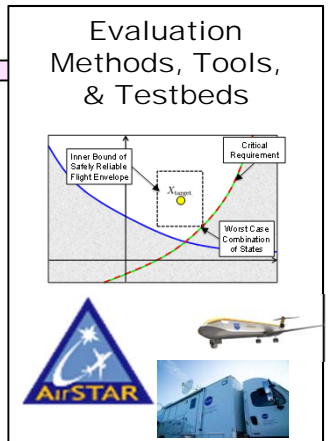 Evaluation
Methods, Tools,
& Testbeds
Critical
Requirement
Inner Bound of
Safely Reliable
Flight Envelope
X target
Worst Case
Combination
of States
AirSTAR